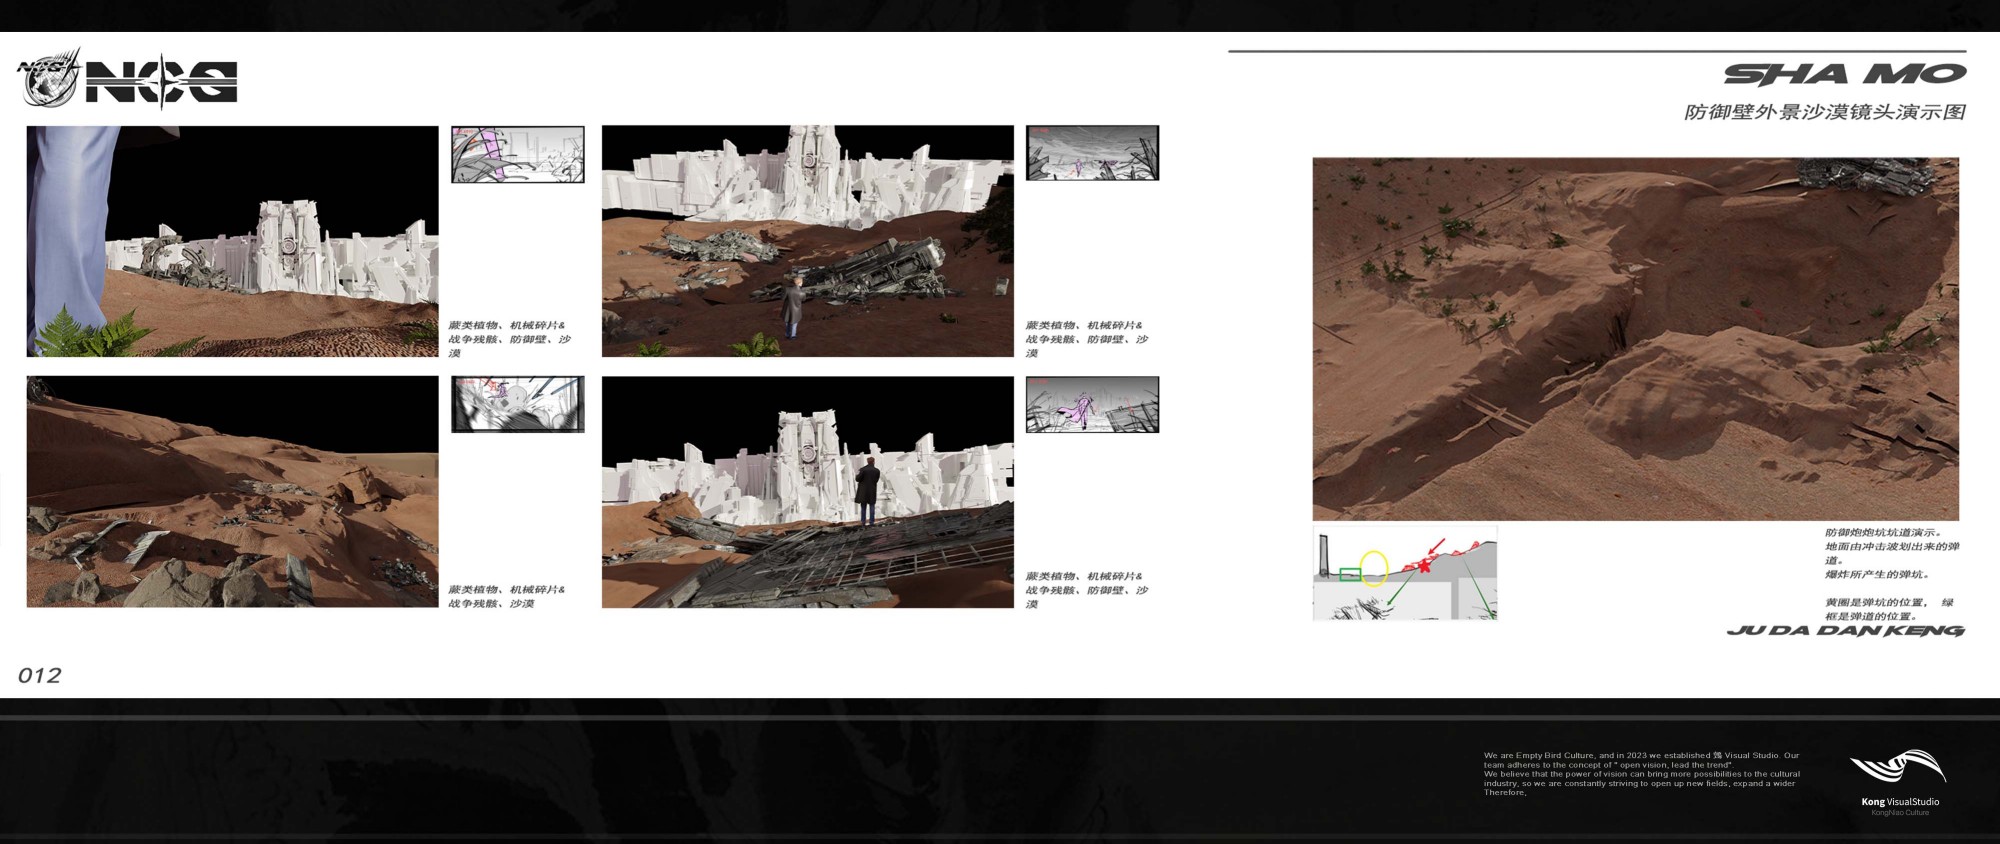 NCG
NCG
SHA MO
防御壁外景沙漠镜头演示图
蕨类植物、机械碎片&
战争残骸、防御壁、沙
漠
蕨类植物、机械碎片&
战争残骸、防御壁、沙
漠
蕨类植物、机械碎片&
战争残骸、沙漠
蕨类植物、机械碎片&
战争残骸、防御壁、沙
漠
防御炮炮坑坑道演示。
地面由冲击波划出来的弹
道。
爆炸所产生的弹坑。
黄圈是弹坑的位置， 绿
框是弹道的位置。
JU DA DAN KENG
012
We are Empty Bird Culture, and in 2023 we established Visual Studio. Our
team adheres to the concept of " open vision, lead the trend".
We believe that the power of vision can bring more possibilities to the cultural
industry, so we are constantly striving to open up new fields, expand a wider
Therefore,
Kong VisualStudio
KongNiao Culture